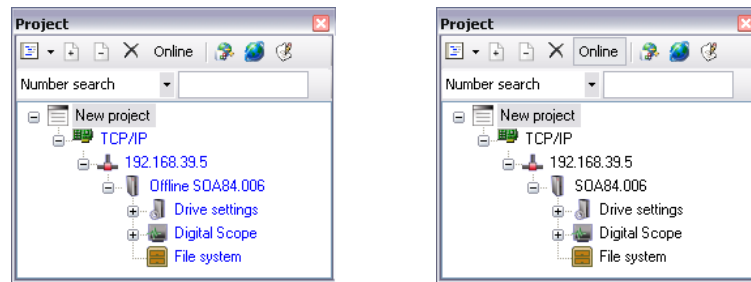 Project
Online
Number search
New project
TCP/IP
192.168.39.5
Offline SOA84.006
Drive settings
Digital Scope
File system
Project
Online
Number search
New project
TCP/IP
192.168.39.5
SOA84.006
Drive settings
Digital Scope
File system